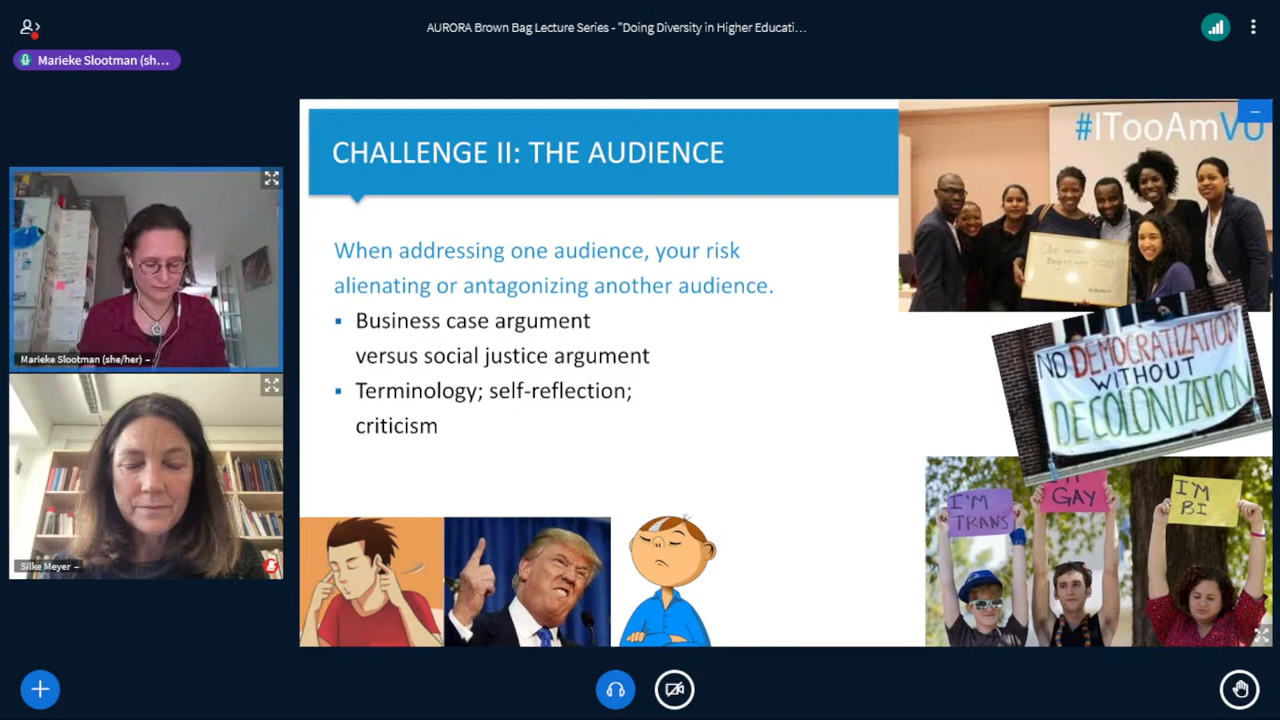 AURORA Brown Bag Lecture Series - "Doing Diversity in Higher Educati...
Marieke Slootman (sh...
Marieke Slootman (she/her) –
Silke Meyer –
CHALLENGE II: THE AUDIENCE
When addressing one audience, your risk
alienating or antagonizing another audience.
▪ Business case argument
versus social justice argument
▪ Terminology; self-reflection;
criticism
#ITooAmVU
NO DEMOCRATIZATION
WITHOUT
DECOLONIZATION
I'M
TRANS
I'M
GAY
I'M
BI